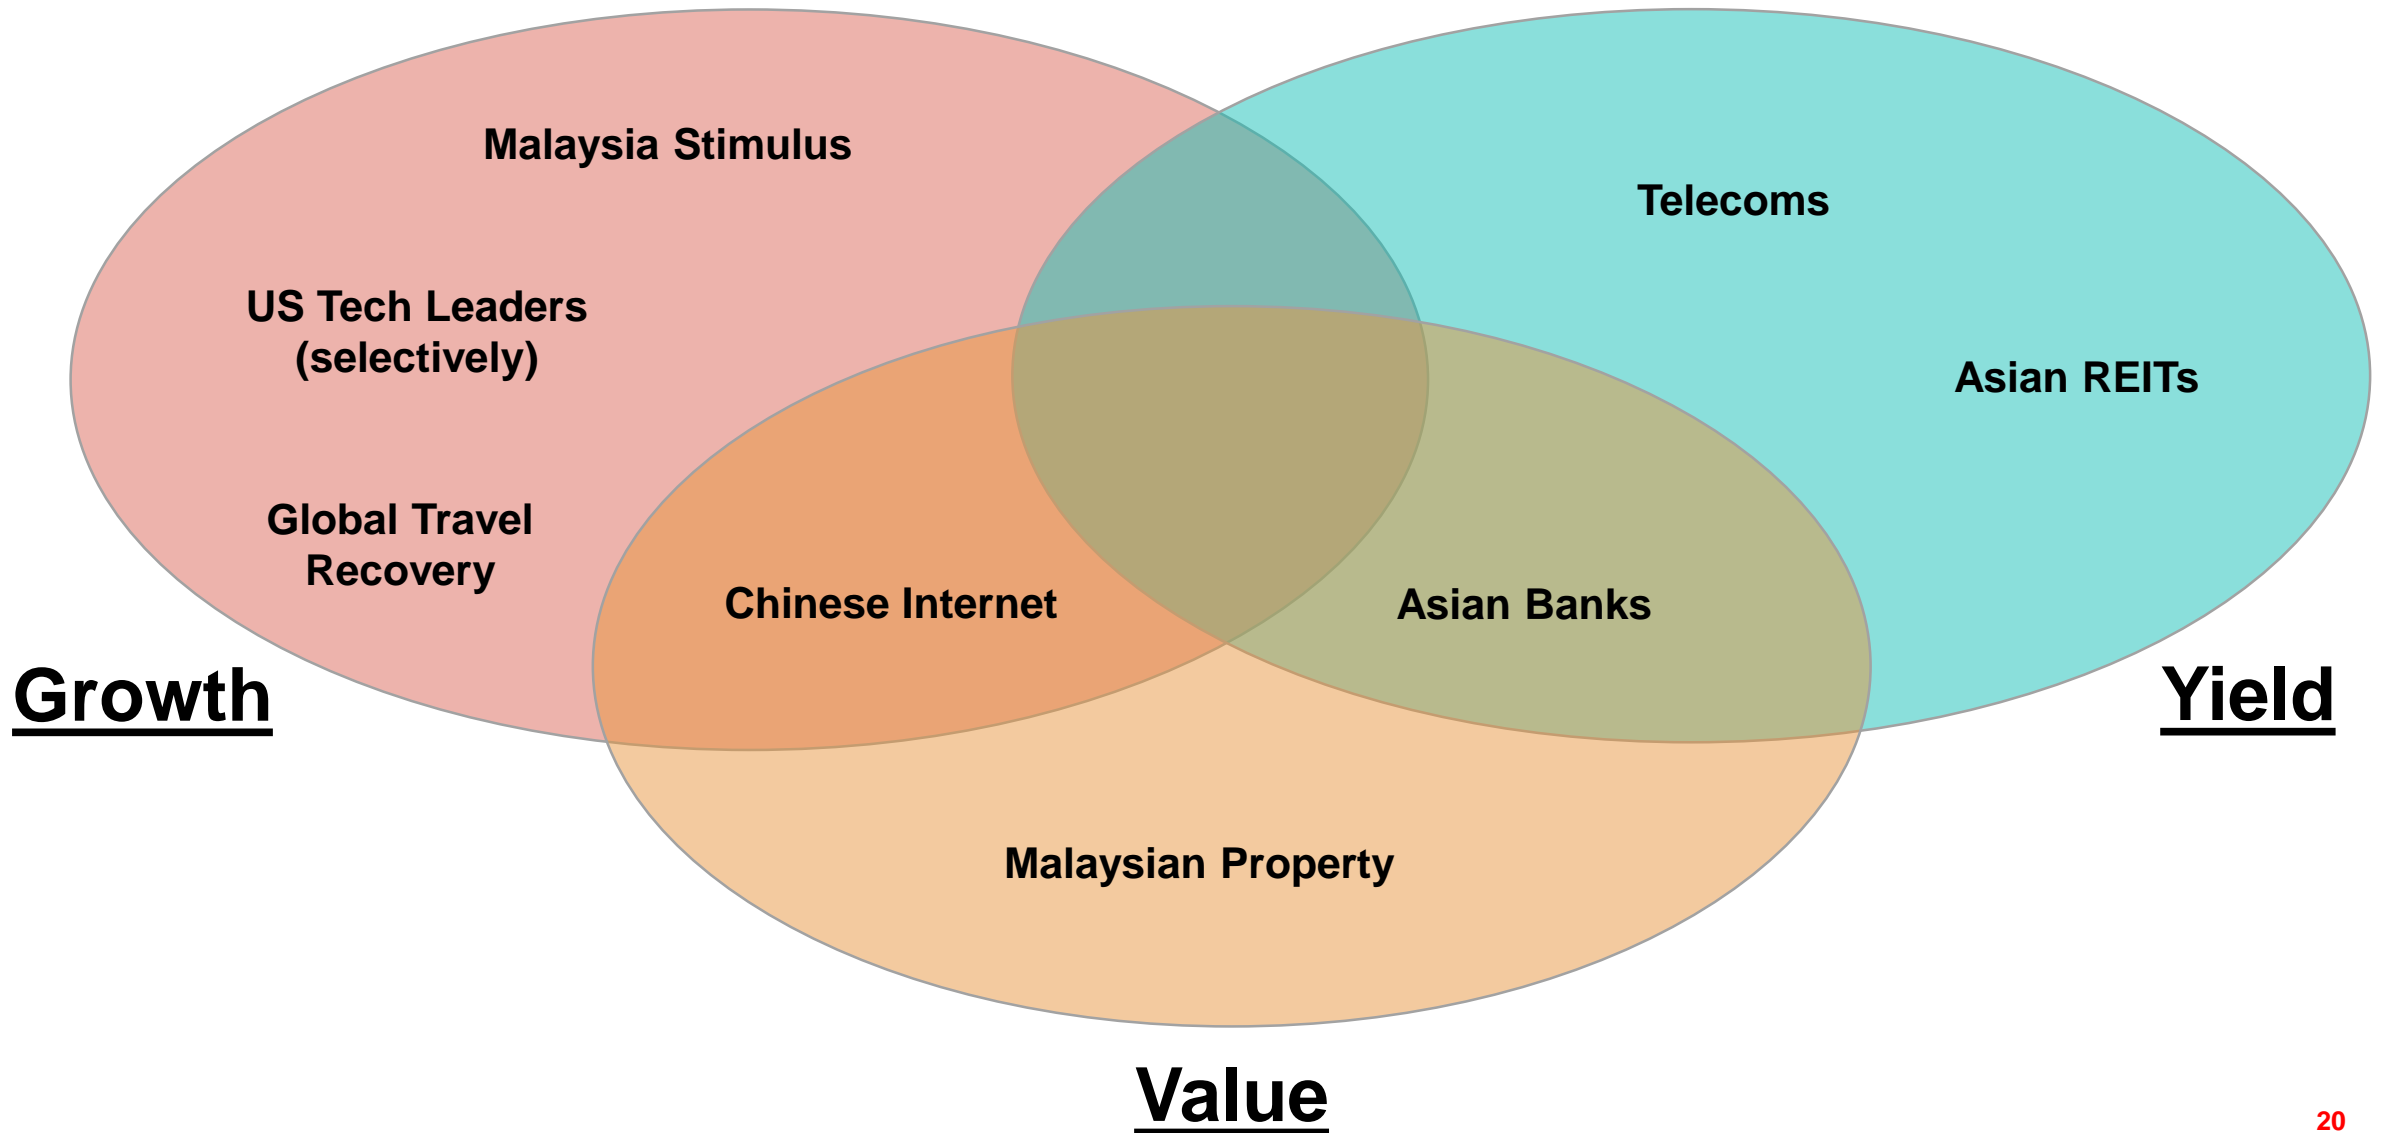 Malaysia Stimulus
Telecoms
US Tech Leaders
(selectively)
Asian REITs
Global Travel
Recovery
Chinese Internet
Asian Banks
Growth
Yield
Malaysian Property
Value
20